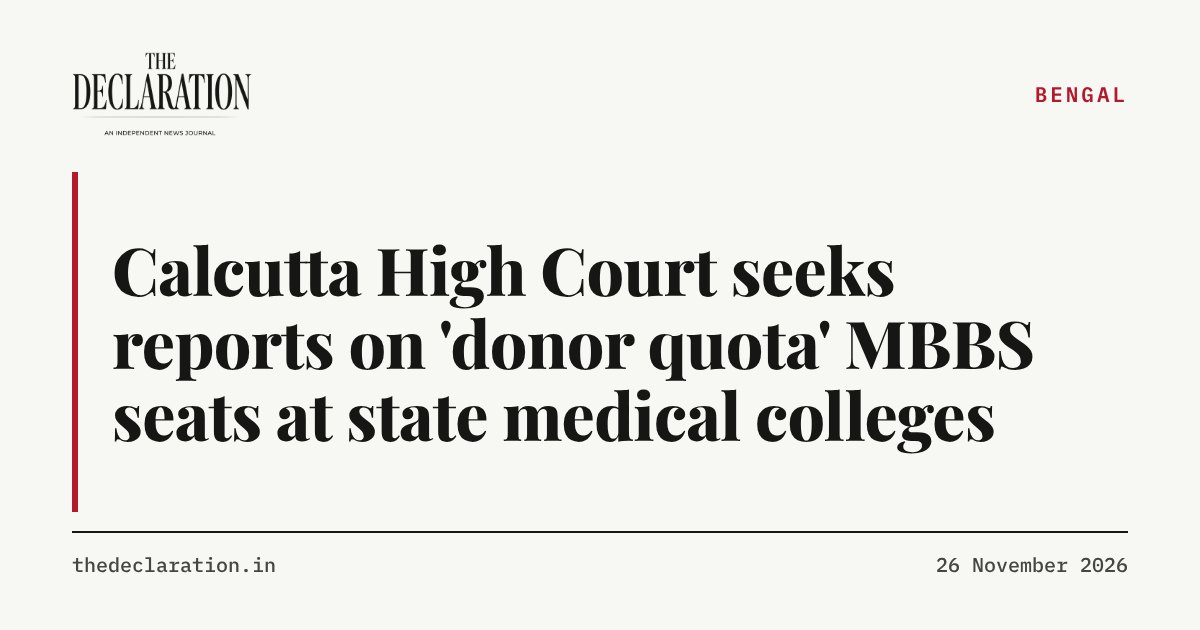 THE
DECLARATION
AN INDEPENDENT NEWS JOURNAL
BENGAL
Calcutta High Court seeks
reports on 'donor quota' MBBS
seats at state medical colleges
thedeclaration.in
26 November 2026